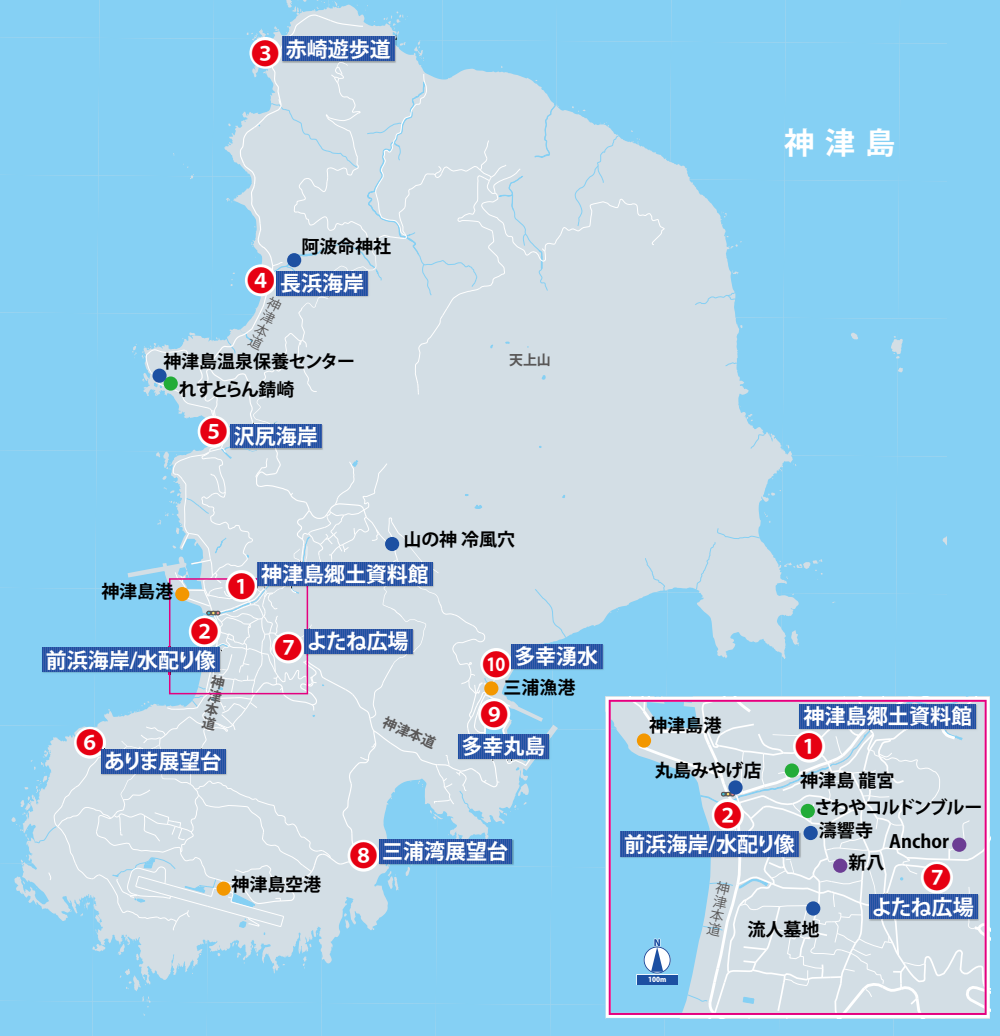 3 赤崎遊歩道
神津島
阿波命神社
4 長浜海岸
神津本道
天上山
神津島温泉保養センター
れすとらん錆崎
5 沢尻海岸
山の神 冷風穴
1 神津島郷土資料館
神津島港
2
7 よたね広場
前浜海岸/水配り像
神津本道
10 多幸湧水
三浦漁港
9
多幸丸島
神津本道
6
ありま展望台
8 三浦湾展望台
神津島空港
神津島郷土資料館
1
神津島港
丸島みやげ店
神津島 龍宮
2
さわやコルドンブルー
前浜海岸/水配り像
濤響寺
Anchor
新八
7
よたね広場
神津本道
流人墓地
N
100m